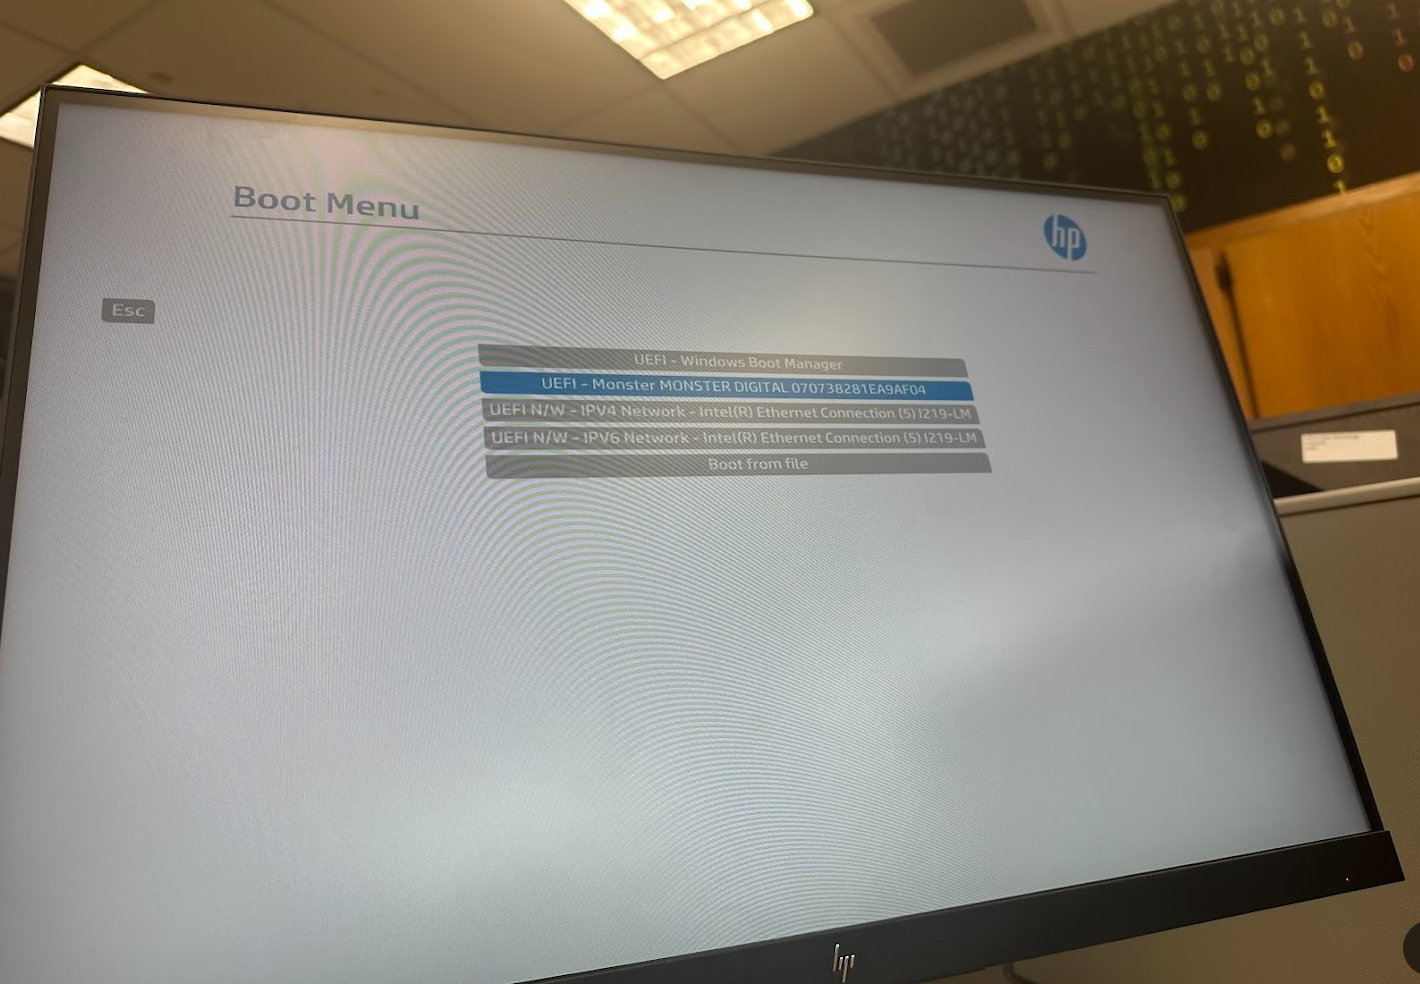 Boot Menu
hp
Esc
UEFI - Windows Boot Manager
UEFI - Monster MONSTER DIGITAL 070738281EA9AF04
UEFI N/W - IPV4 Network - Intel(R) Ethernet Connection (5) I219-LM
UEFI N/W - IPV6 Network - Intel(R) Ethernet Connection (5) I219-LM
Boot from file
hp